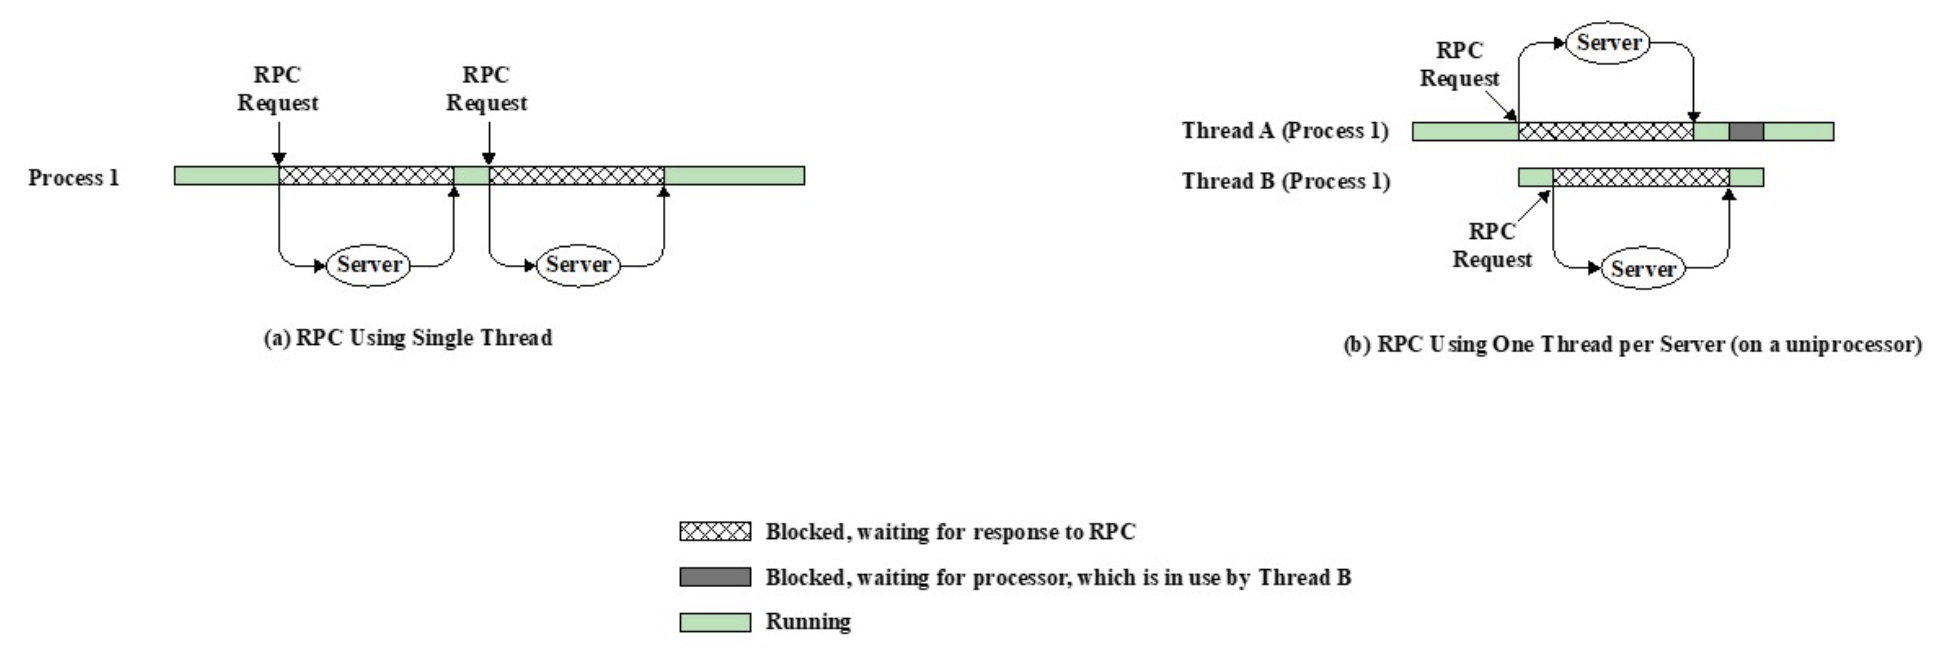 RPC
Request
RPC
Request
Process 1
Server
Server
(a) RPC Using Single Thread
Server
RPC
Request
Thread A (Process 1)
Thread B (Process 1)
RPC
Request
Server
(b) RPC Using One Thread per Server (on a uniprocessor)
Blocked, waiting for response to RPC
Blocked, waiting for processor, which is in use by Thread B
Running